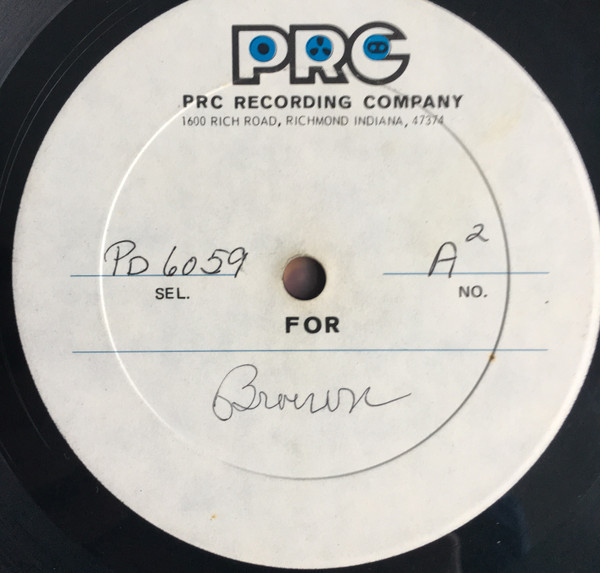 PRC
PRC RECORDING COMPANY
1600 RICH ROAD, RICHMOND INDIANA, 47374
PD 6059 A2
SEL. NO.
FOR
Brown